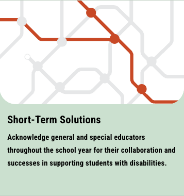 Short-Term Solutions
Acknowledge general and special educators
throughout the school year for their collaboration and
successes in supporting students with disabilities.